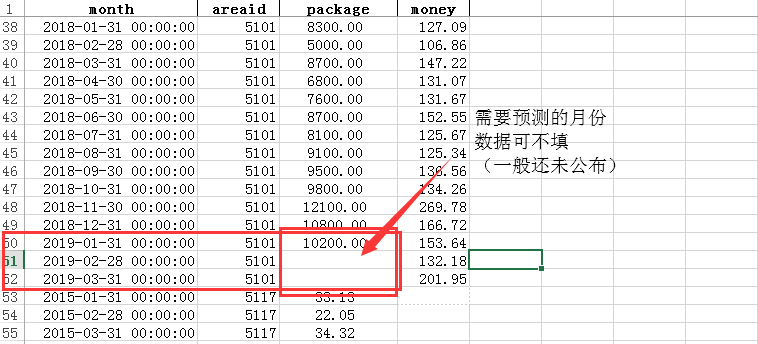 1 month areaid package money
38 2018-01-31 00:00:00 5101 8300.00 127.09
39 2018-02-28 00:00:00 5101 5000.00 106.86
40 2018-03-31 00:00:00 5101 8700.00 147.22
41 2018-04-30 00:00:00 5101 6800.00 131.07
42 2018-05-31 00:00:00 5101 7600.00 131.67
43 2018-06-30 00:00:00 5101 8700.00 152.55
44 2018-07-31 00:00:00 5101 8100.00 125.67
45 2018-08-31 00:00:00 5101 9100.00 125.34
46 2018-09-30 00:00:00 5101 9500.00 136.56
47 2018-10-31 00:00:00 5101 9800.00 134.26
48 2018-11-30 00:00:00 5101 12100.00 269.78
49 2018-12-31 00:00:00 5101 10800.00 166.72
50 2019-01-31 00:00:00 5101 10200.00 153.64
51 2019-02-28 00:00:00 5101 132.18
52 2019-03-31 00:00:00 5101 201.95
53 2015-01-31 00:00:00 5117 33.13
54 2015-02-28 00:00:00 5117 22.05
55 2015-03-31 00:00:00 5117 34.32
需要预测的月份
数据可不填
（一般还未公布）